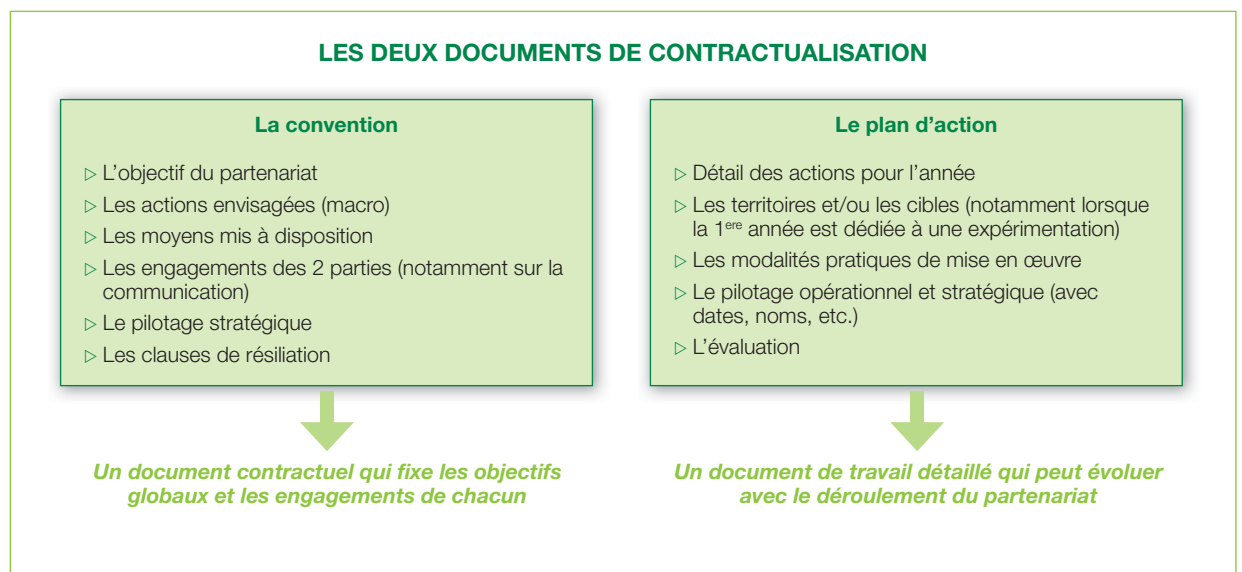 LES DEUX DOCUMENTS DE CONTRACTUALISATION
La convention
▷ L'objectif du partenariat
▷ Les actions envisagées (macro)
▷ Les moyens mis à disposition
▷ Les engagements des 2 parties (notamment sur la
communication)
▷ Le pilotage stratégique
▷ Les clauses de résiliation
Un document contractuel qui fixe les objectifs
globaux et les engagements de chacun
Le plan d'action
▷ Détail des actions pour l'année
▷ Les territoires et/ou les cibles (notamment lorsque
la 1ere année est dédiée à une expérimentation)
▷ Les modalités pratiques de mise en œuvre
▷ Le pilotage opérationnel et stratégique (avec
dates, noms, etc.)
▷ L'évaluation
Un document de travail détaillé qui peut évoluer
avec le déroulement du partenariat